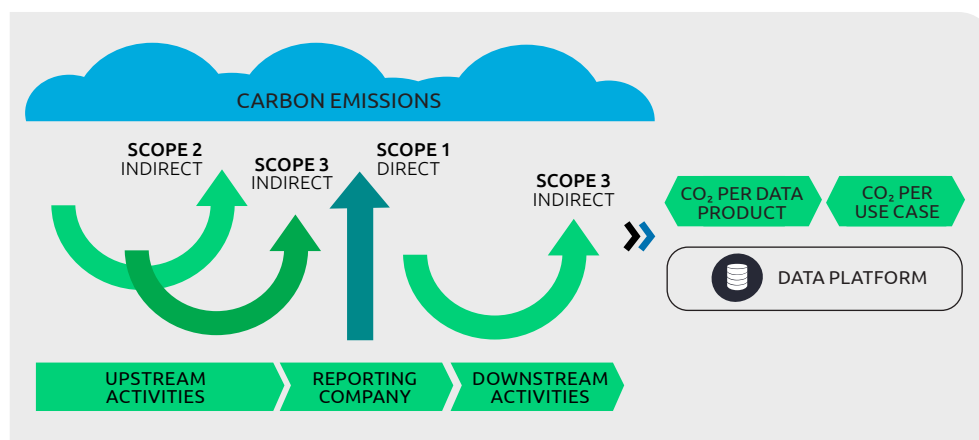 CARBON EMISSIONS
SCOPE 2
INDIRECT
SCOPE 3
INDIRECT
SCOPE 1
DIRECT
SCOPE 3
INDIRECT
CO₂ PER DATA
PRODUCT
CO₂ PER
USE CASE
DATA PLATFORM
UPSTREAM
ACTIVITIES
REPORTING
COMPANY
DOWNSTREAM
ACTIVITIES